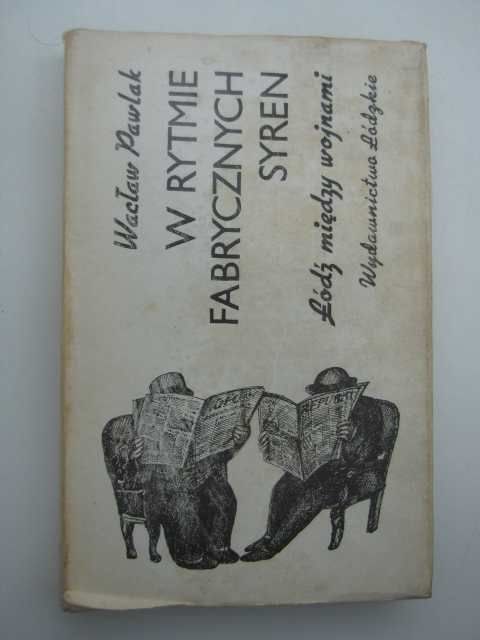 Wacław Pawlak
W RYTMIE
FABRYCZNYCH
SYREN
Łódź między wojnami
Wydawnictwo Łódzkie